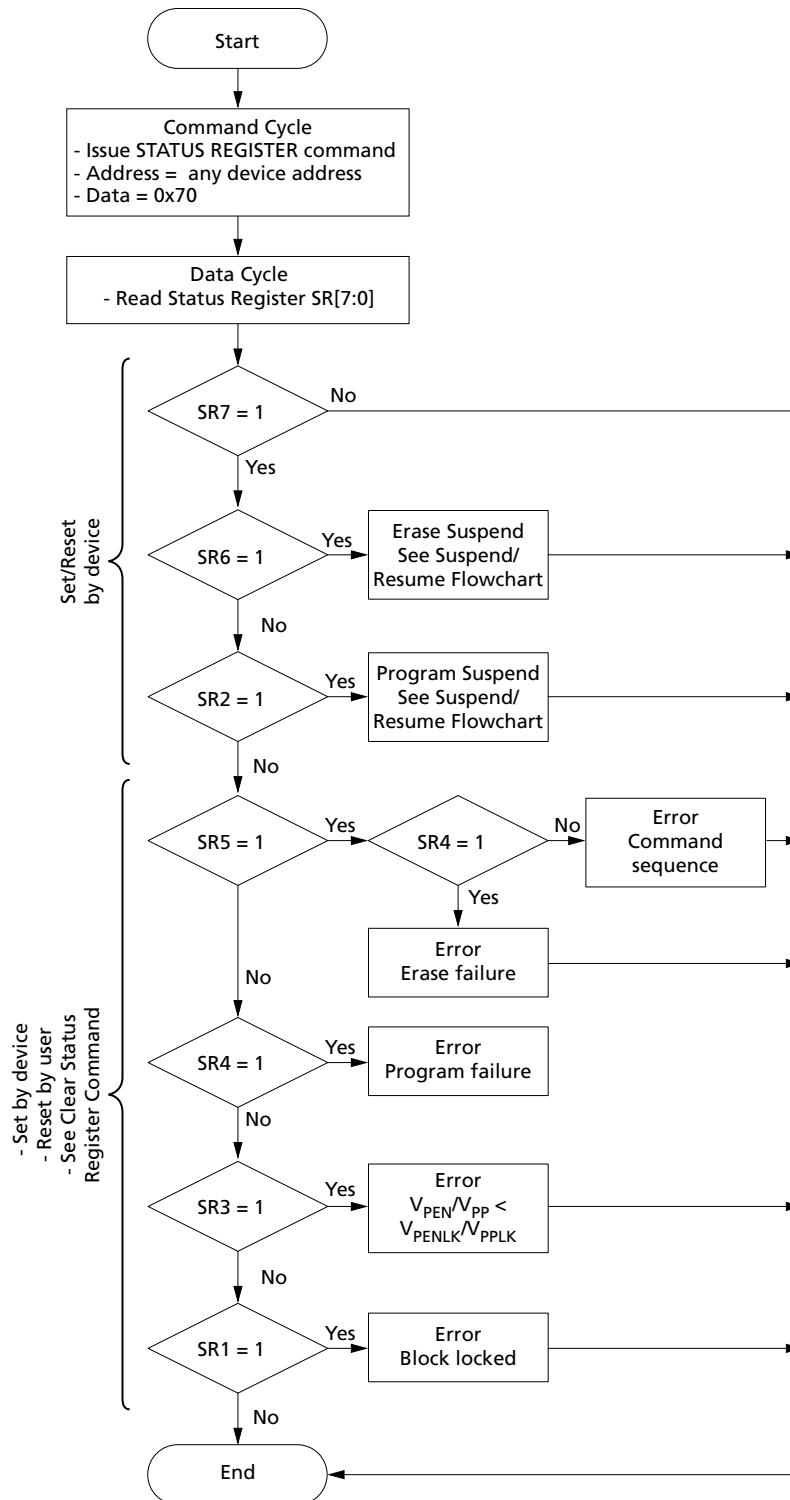 Start
Command Cycle
- Issue STATUS REGISTER command
- Address = any device address
- Data = 0x70
Data Cycle
- Read Status Register SR[7:0]
Set/Reset
by device
SR7 = 1
No
Yes
SR6 = 1
Yes
Erase Suspend
See Suspend/
Resume Flowchart
No
SR2 = 1
Yes
Program Suspend
See Suspend/
Resume Flowchart
No
- Set by device
- Reset by user
- See Clear Status
Register Command
SR5 = 1
Yes
SR4 = 1
No
Error
Command
sequence
Yes
Error
Erase failure
No
SR4 = 1
Yes
Error
Program failure
No
SR3 = 1
Yes
Error
VPEN/VPP <
VPENLK/VPPLK
No
SR1 = 1
Yes
Error
Block locked
No
End